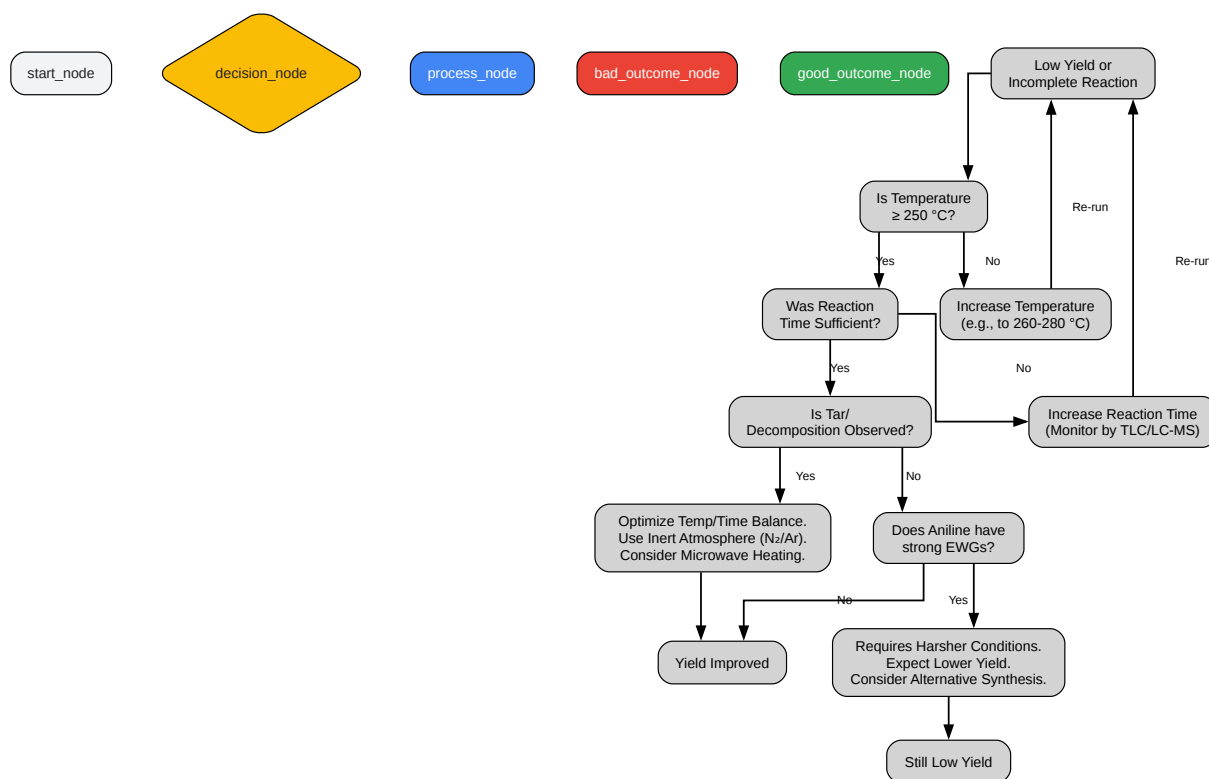 start_node
decision_node
process_node
bad_outcome_node
good_outcome_node
Low Yield or
Incomplete Reaction
Is Temperature
≥ 250 °C?
Re-run
Re-run
Yes
No
Was Reaction
Time Sufficient?
Increase Temperature
(e.g., to 260-280 °C)
Yes
No
Is Tar/
Decomposition Observed?
Increase Reaction Time
(Monitor by TLC/LC-MS)
Yes
No
Optimize Temp/Time Balance.
Use Inert Atmosphere (N₂/Ar).
Consider Microwave Heating.
Does Aniline have
strong EWGs?
No
Yes
Yield Improved
Requires Harsher Conditions.
Expect Lower Yield.
Consider Alternative Synthesis.
Still Low Yield